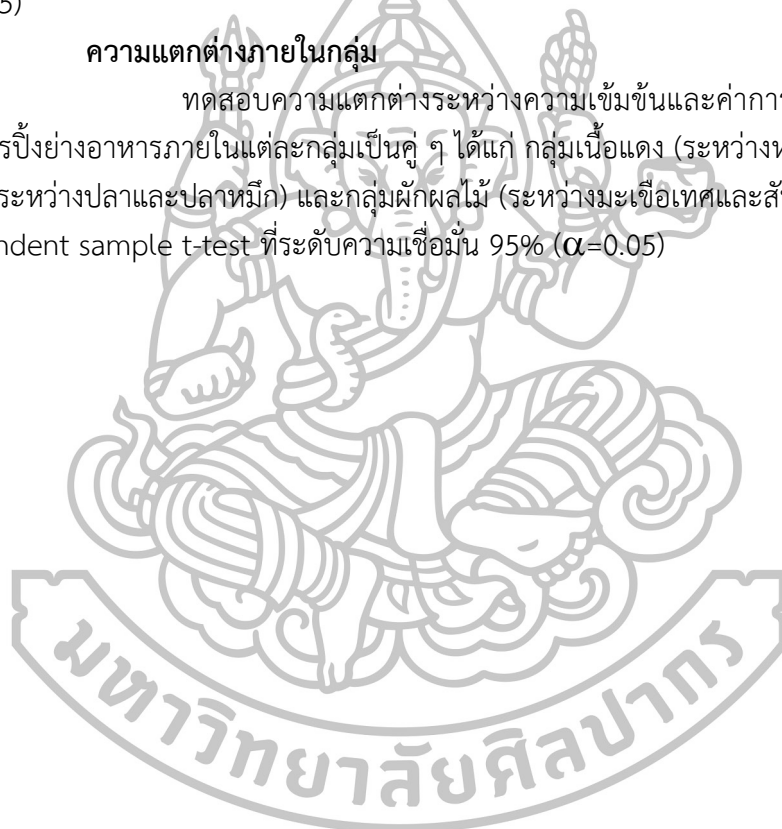 5)
ความแตกต่างภายในกลุ่ม
ทดสอบความแตกต่างระหว่างความเข้มข้นและค่าการ
รปิ้งย่างอาหารภายในแต่ละกลุ่มเป็นคู่ ๆ ได้แก่ กลุ่มเนื้อแดง (ระหว่างห
ระหว่างปลาและปลาหมึก) และกลุ่มผักผลไม้ (ระหว่างมะเขือเทศและสั
ndent sample t-test ที่ระดับความเชื่อมั่น 95% (α=0.05)
มหาวิทยาลัยศิลปากร